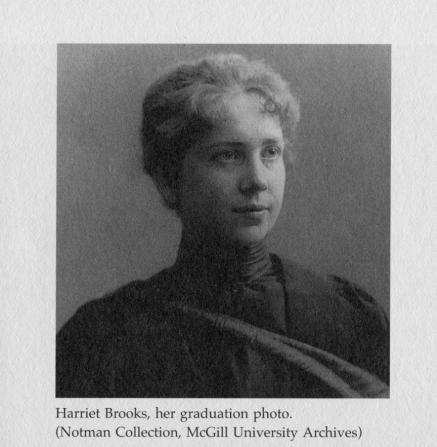 Harriet Brooks, her graduation photo.
(Notman Collection, McGill University Archives)